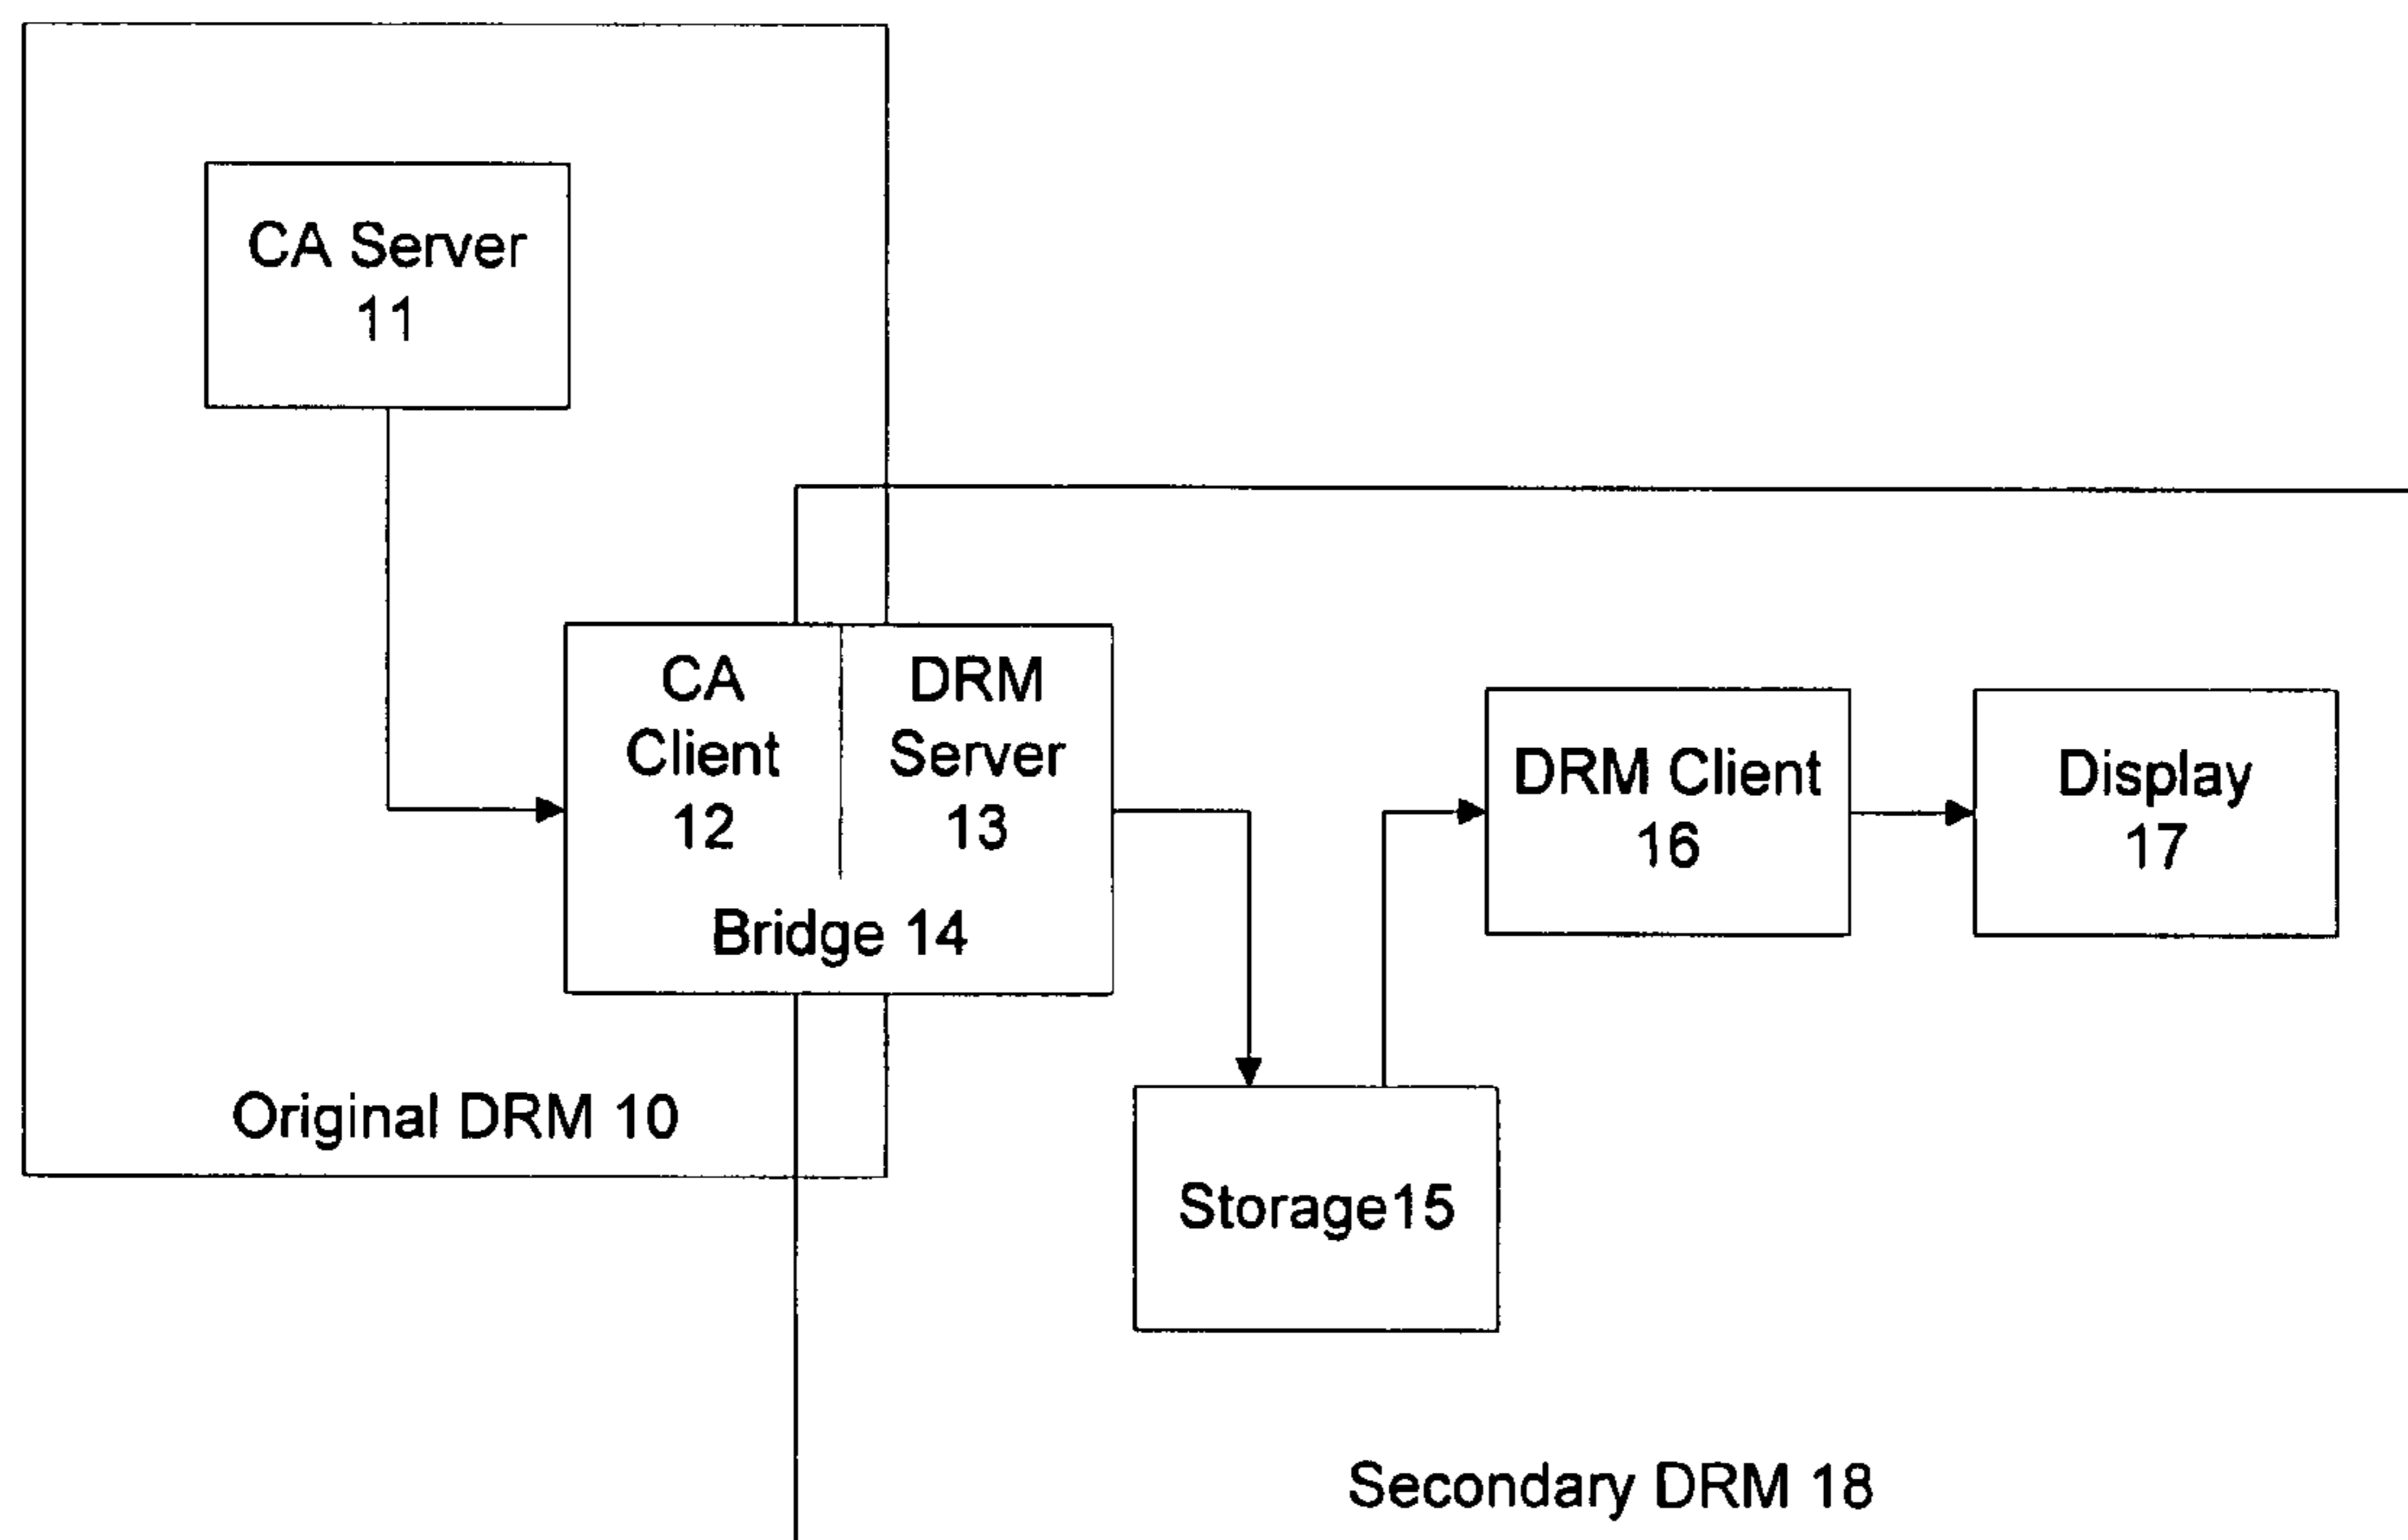 CA Server
11
CA
Client
12
DRM
Server
13
Bridge 14
DRM Client
16
Display
17
Original DRM 10
Storage15
Secondary DRM 18